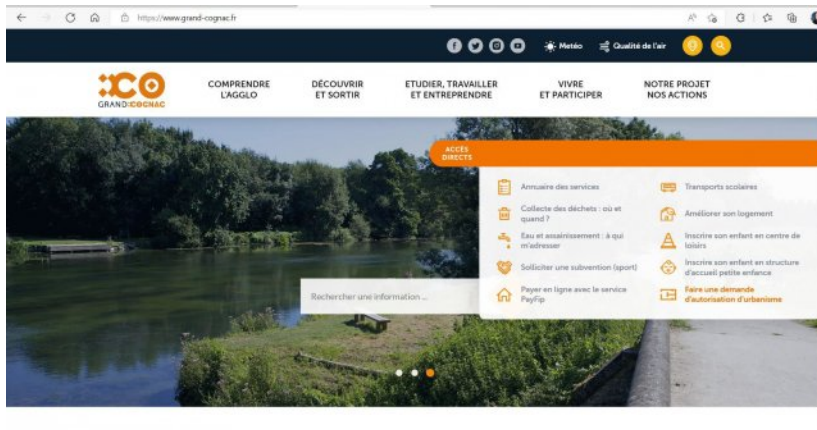 https://www.grand-cognac.fr
Metéo
Qualité de l'air
GRAND:COGNAC
COMPRENDRE
L'AGGLO
DÉCOUVRIR
ET SORTIR
ETUDIER, TRAVAILLER
ET ENTREPRENDRE
VIVRE
ET PARTICIPER
NOTRE PROJET
NOS ACTIONS
ACCÈS
DIRECTS
Annuaire des services
Collecte des déchets : où et
quand ?
Eau et assainissement : à qui
m'adresser
Solliciter une subvention (sport)
Payer en ligne avec le service
PayFip
Transports scolaires
Améliorer son logement
Inscrire son enfant en centre de
loisirs
Inscrire son enfant en structure
d'accueil petite enfance
Faire une demande
d'autorisation d'urbanisme
Rechercher une information ...